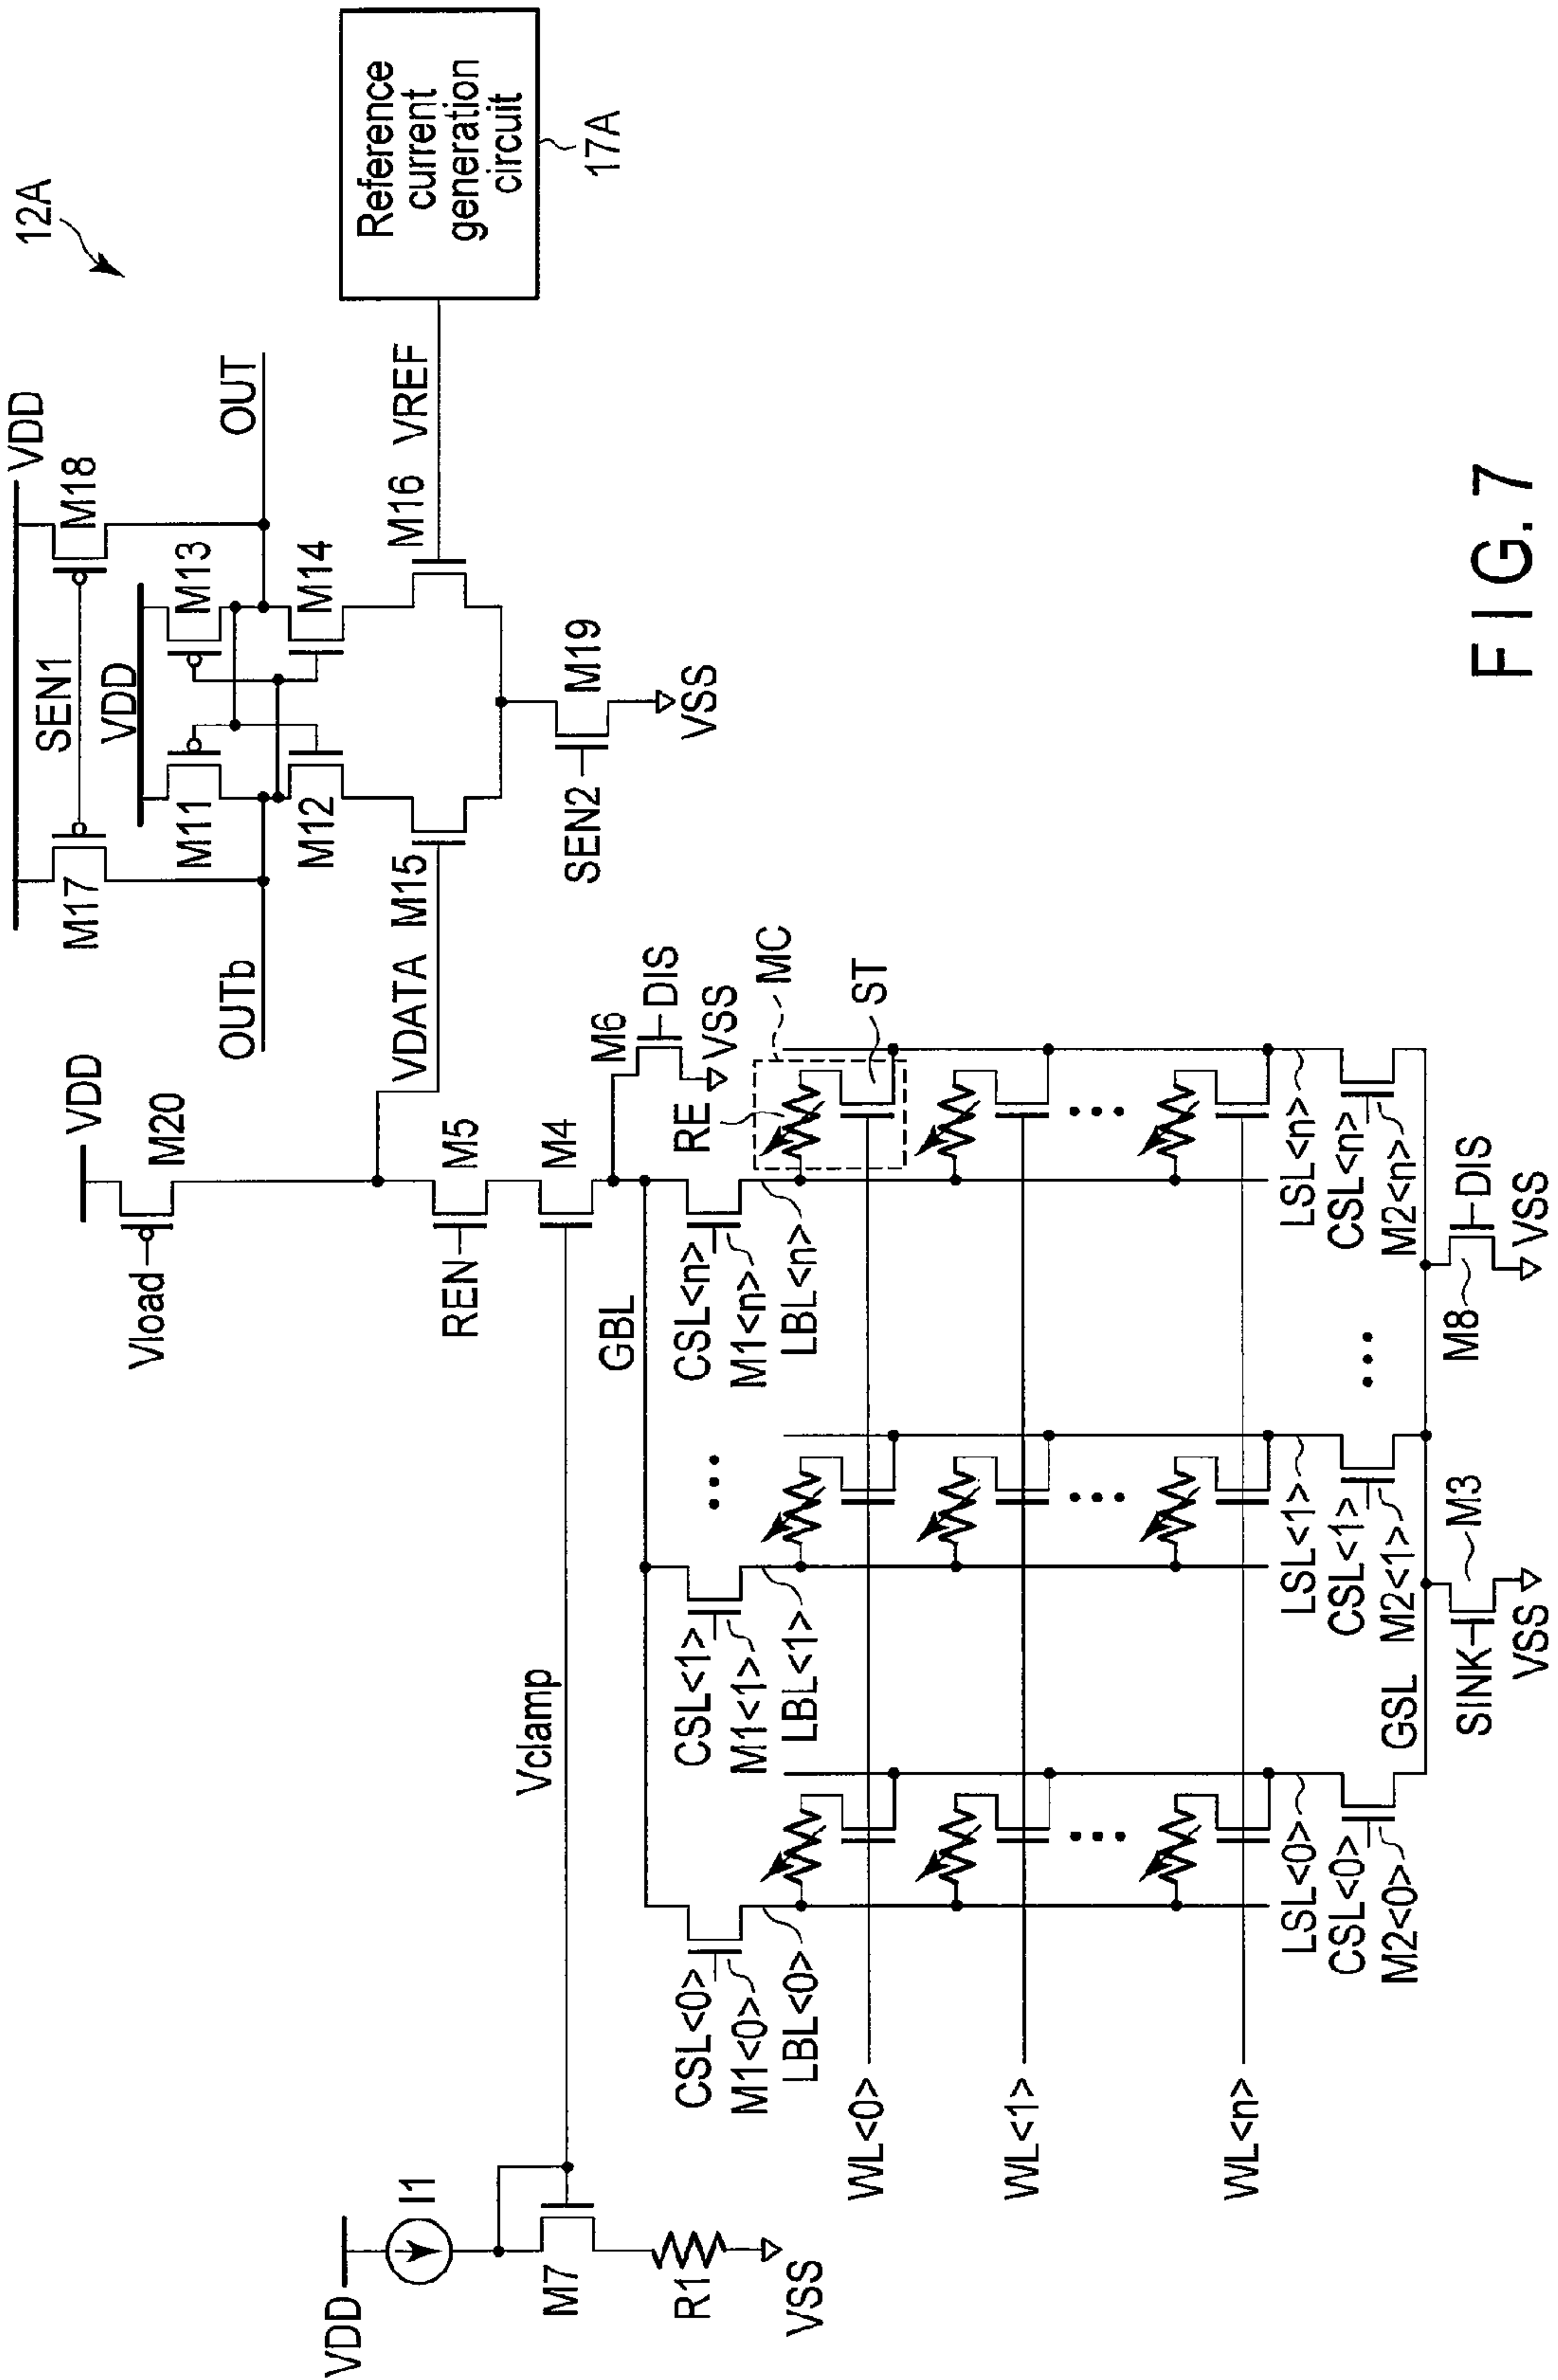 12A
VDD
SEN1
M17
M18
VDD
M11
M13
OUTb
OUT
M12
M14
VDATA
M15
M16
VREF
Reference
current
generation
circuit
17A
SEN2
M19
VSS
VDD
Vload
M20
REN
M5
M4
M6
DIS
VSS
VDD
I1
M7
R1
VSS
Vclamp
GBL
CSL<0>
M1<0>
LBL<0>
CSL<1>
M1<1>
LBL<1>
CSL<n>
M1<n>
LBL<n>
RE
MC
ST
WL<0>
WL<1>
WL<n>
LSL<0>
CSL<0>
M2<0>
LSL<1>
CSL<1>
M2<1>
LSL<n>
CSL<n>
M2<n>
GSL
SINK
M3
VSS
M8
DIS
VSS
FIG. 7